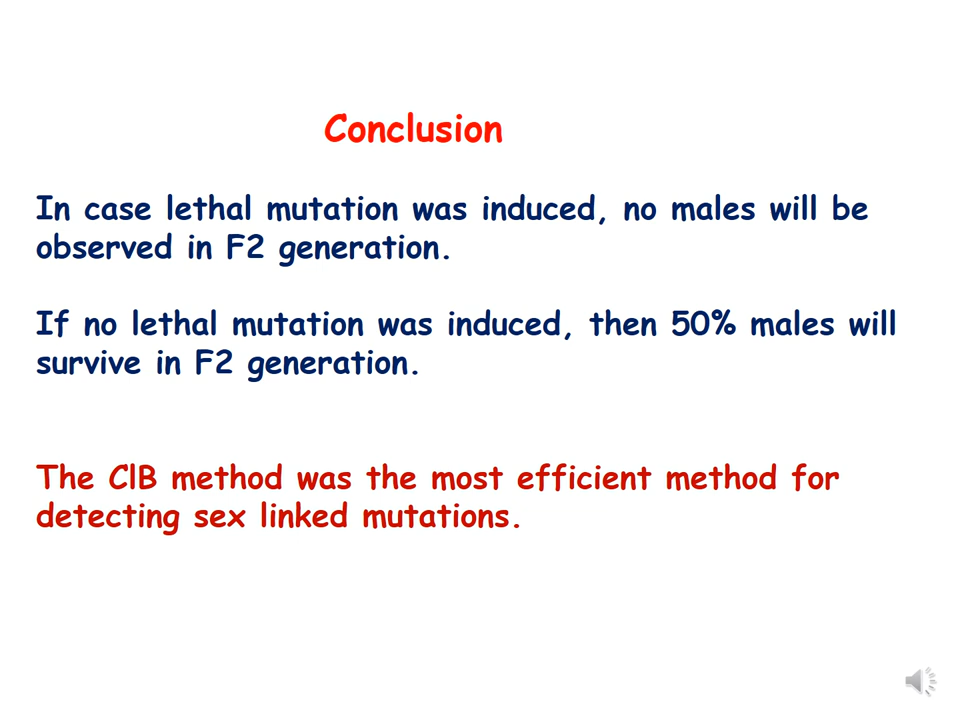 Conclusion
In case lethal mutation was induced, no males will be
observed in F2 generation.
If no lethal mutation was induced, then 50% males will
survive in F2 generation.
The ClB method was the most efficient method for
detecting sex linked mutations.